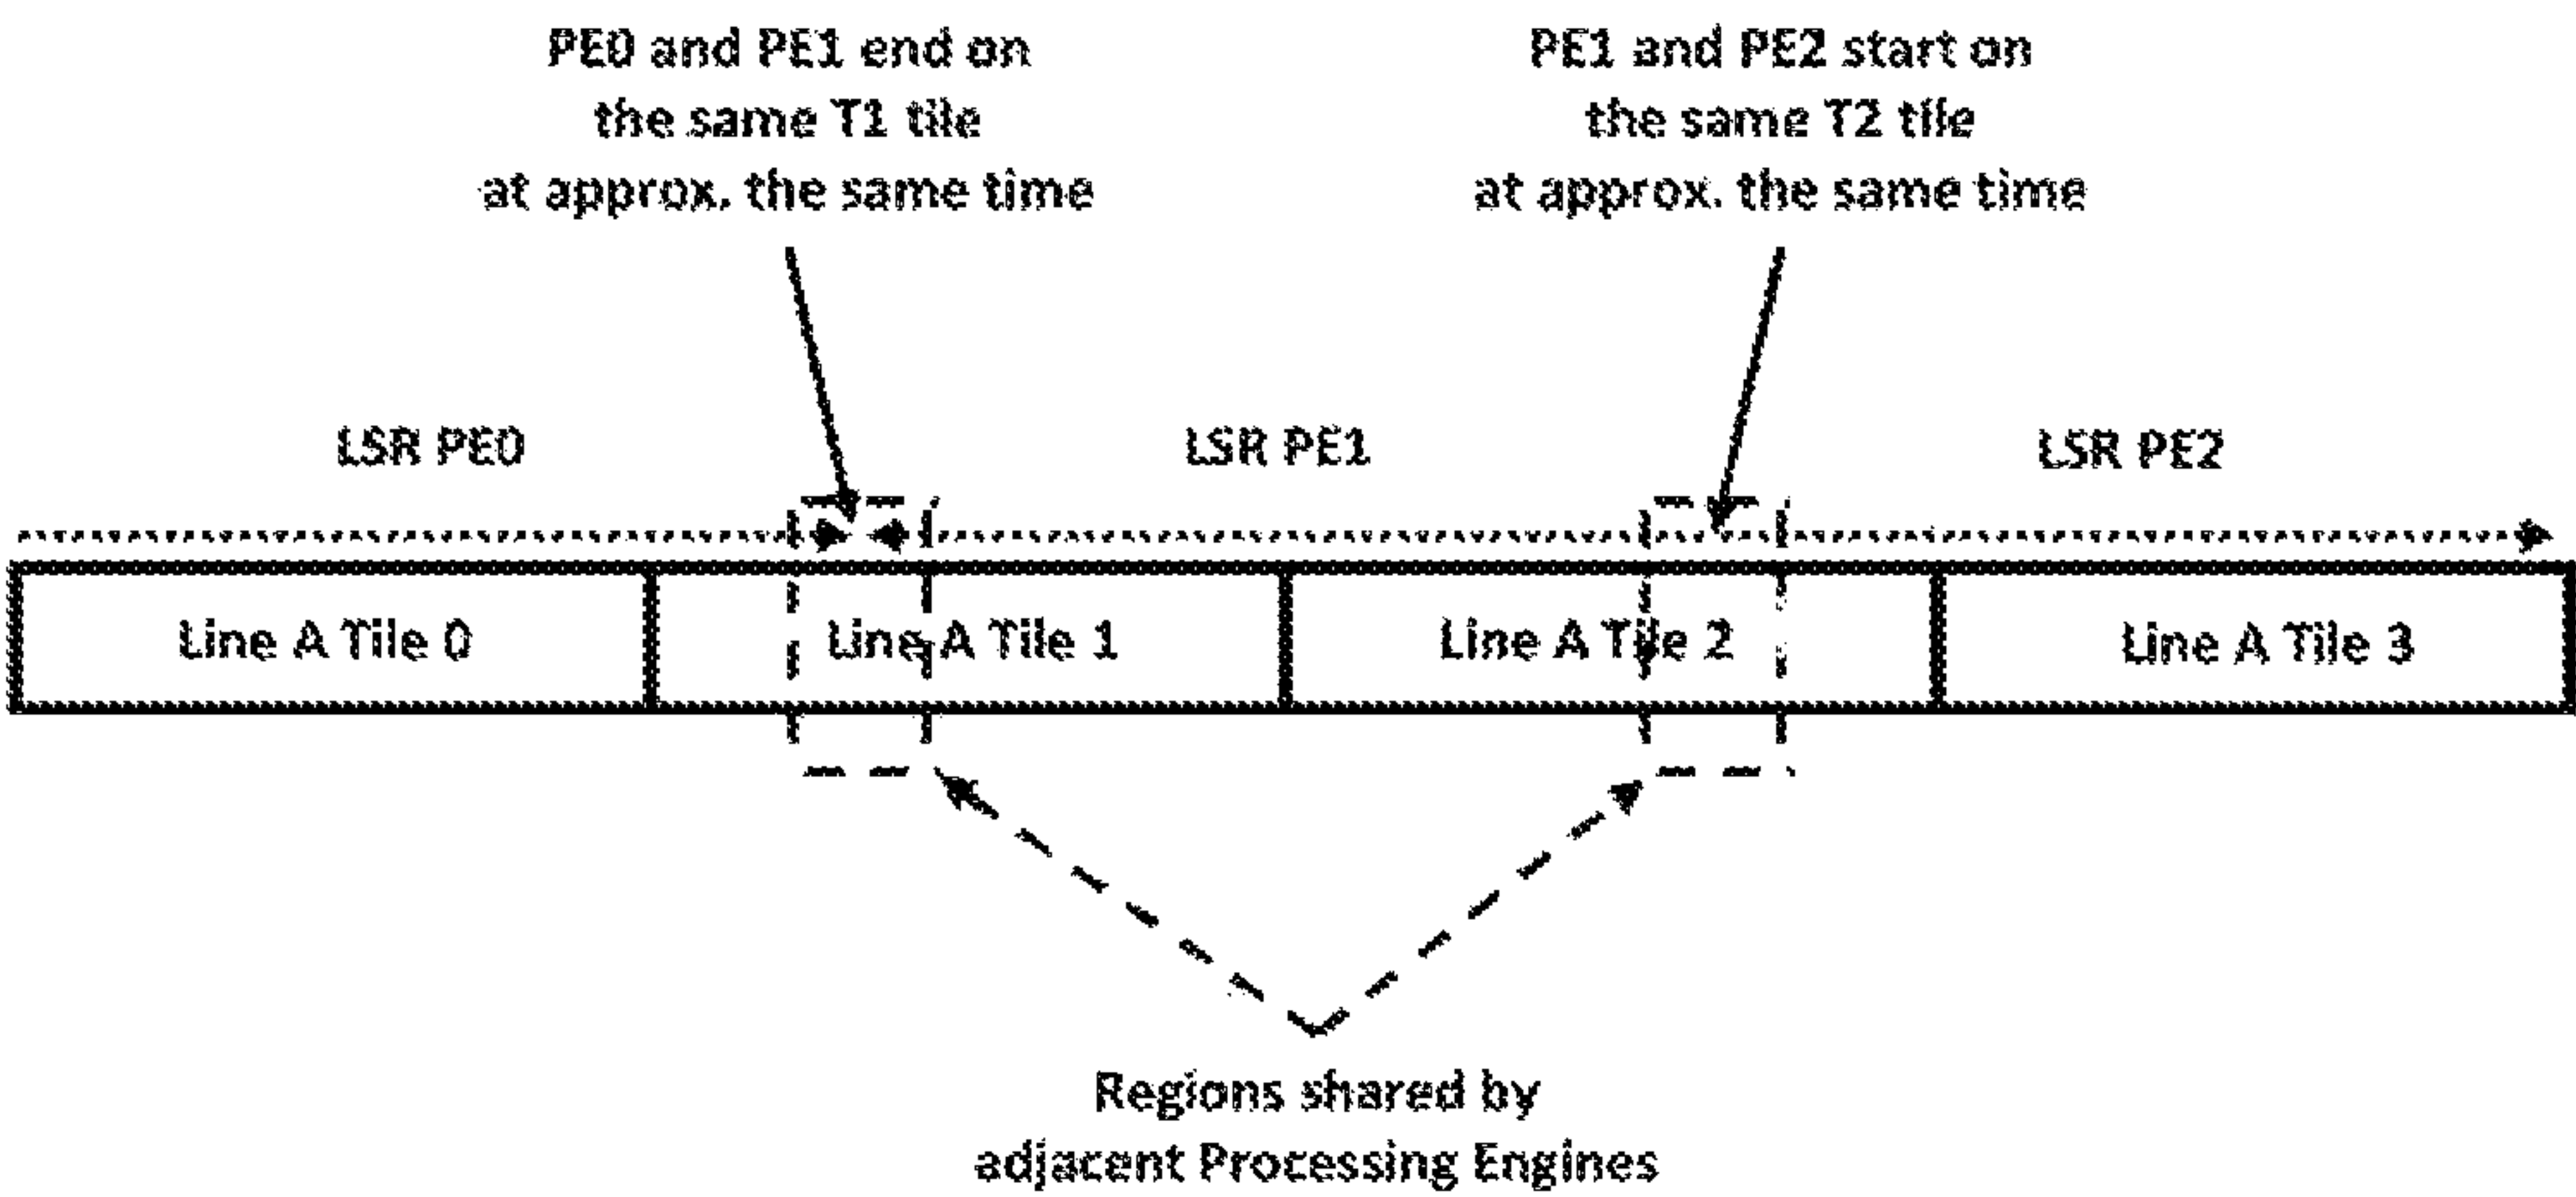 PE0 and PE1 end on
the same T1 tile
at approx. the same time
PE1 and PE2 start on
the same T2 tile
at approx. the same time
LSR PE0
LSR PE1
LSR PE2
Line A Tile 0
Line A Tile 1
Line A Tile 2
Line A Tile 3
Regions shared by
adjacent Processing Engines